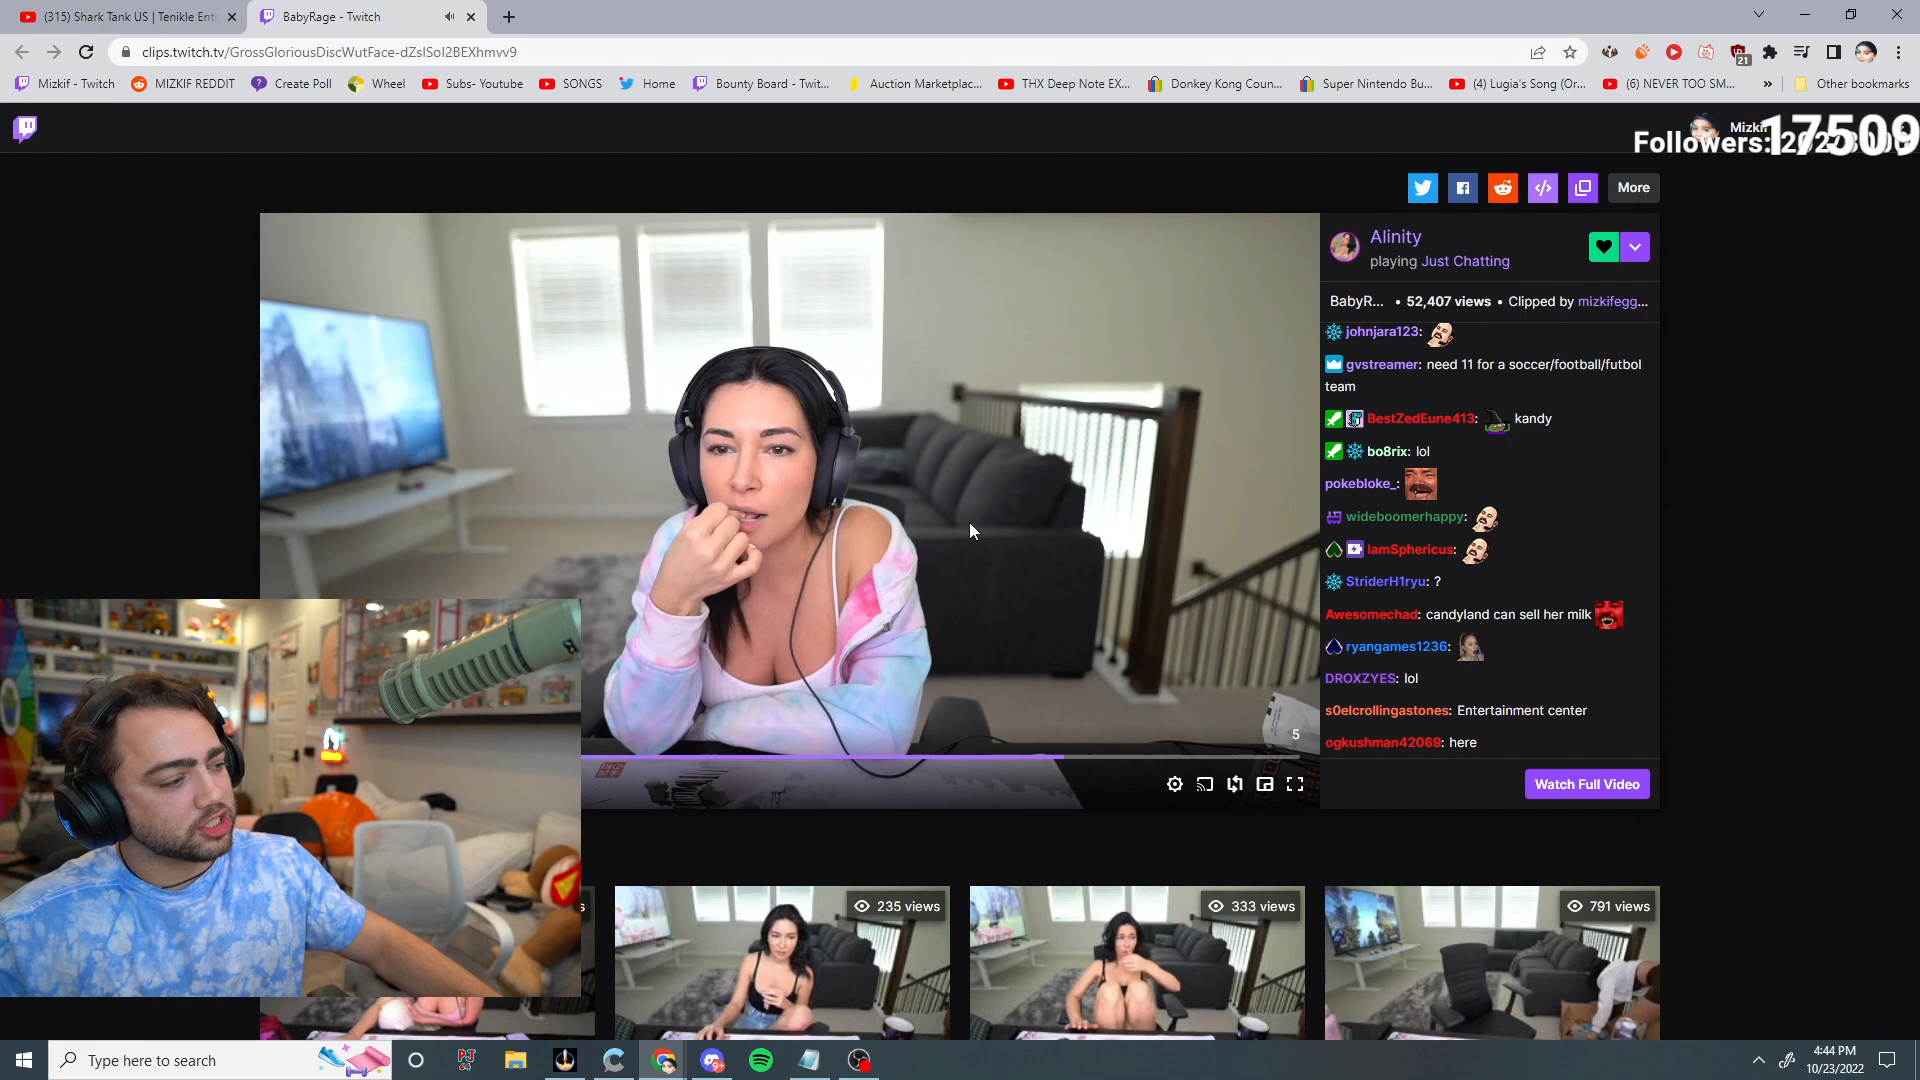 (315) Shark Tank US | Tenikle Ent
BabyRage - Twitch
clips.twitch.tv/GrossGloriousDiscWutFace-dZsISol2BEXhmvv9
21
Mizkif - Twitch
MIZKIF REDDIT
Create Poll
Wheel
Subs- Youtube
SONGS
Home
Bounty Board - Twit...
Auction Marketplac...
THX Deep Note EX...
Donkey Kong Coun...
Super Nintendo Bu...
(4) Lugia's Song (Or...
(6) NEVER TOO SM...
»
Other bookmarks
Followers:
17509
More
Alinity
playing Just Chatting
BabyR... • 52,407 views • Clipped by mizkifegg...
johnjara123:
gvstreamer: need 11 for a soccer/football/futbol
team
BestZedEune413: kandy
bo8rix: lol
pokebloke_:
wideboomerhappy:
IamSphericus:
StriderH1ryu: ?
Awesomechad: candyland can sell her milk
ryangames1236:
DROXZYES: lol
s0elcrollingastones: Entertainment center
ogkushman42069: here
5
Watch Full Video
235 views
333 views
791 views
Type here to search
9+
4:44 PM
10/23/2022